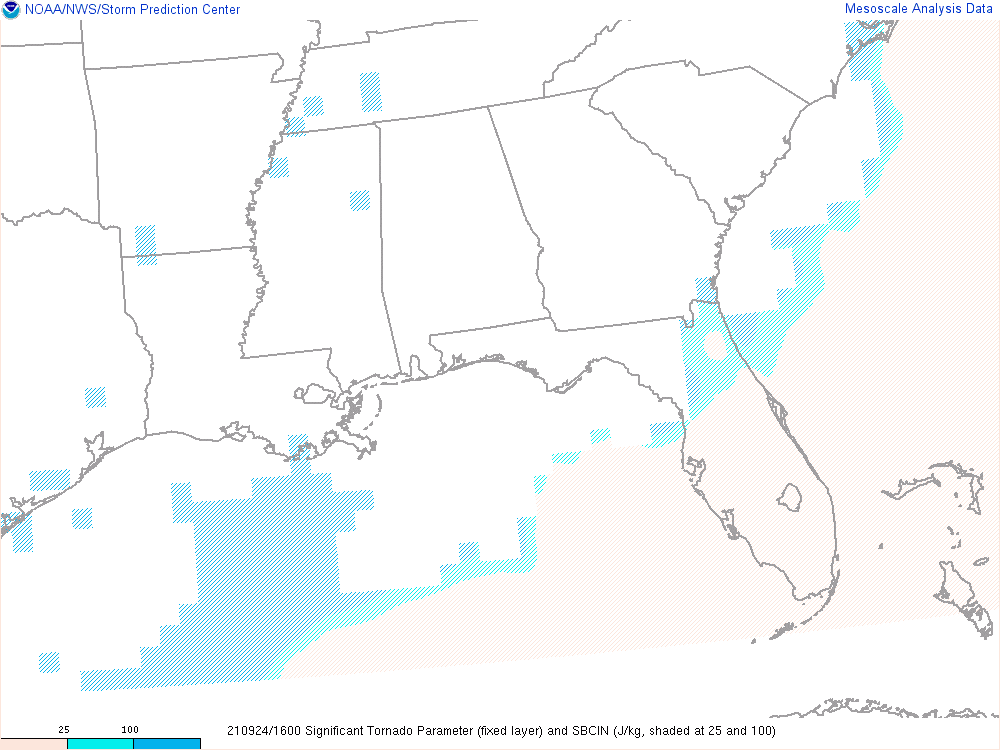 NOAA/NWS/Storm Prediction Center
Mesoscale Analysis Data
25 100
210924/1600 Significant Tornado Parameter (fixed layer) and SBCIN (J/kg, shaded at 25 and 100)